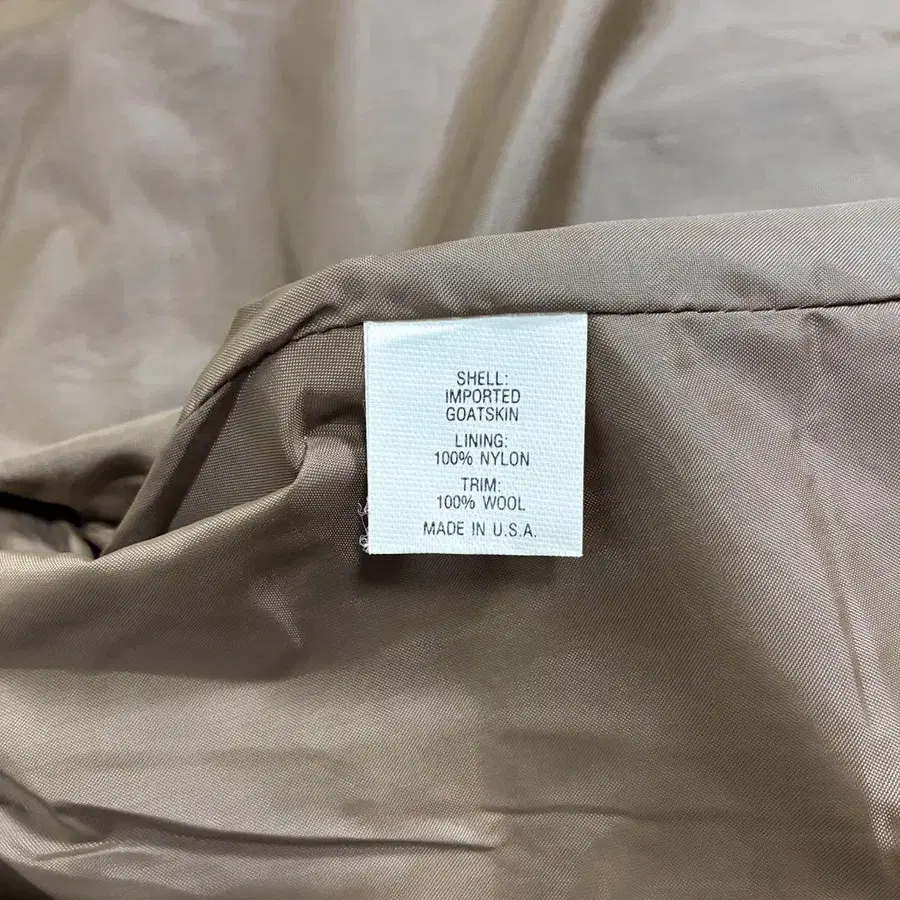 SHELL:
IMPORTED
GOATSKIN
LINING:
100% NYLON
TRIM:
100% WOOL
MADE IN U.S.A.